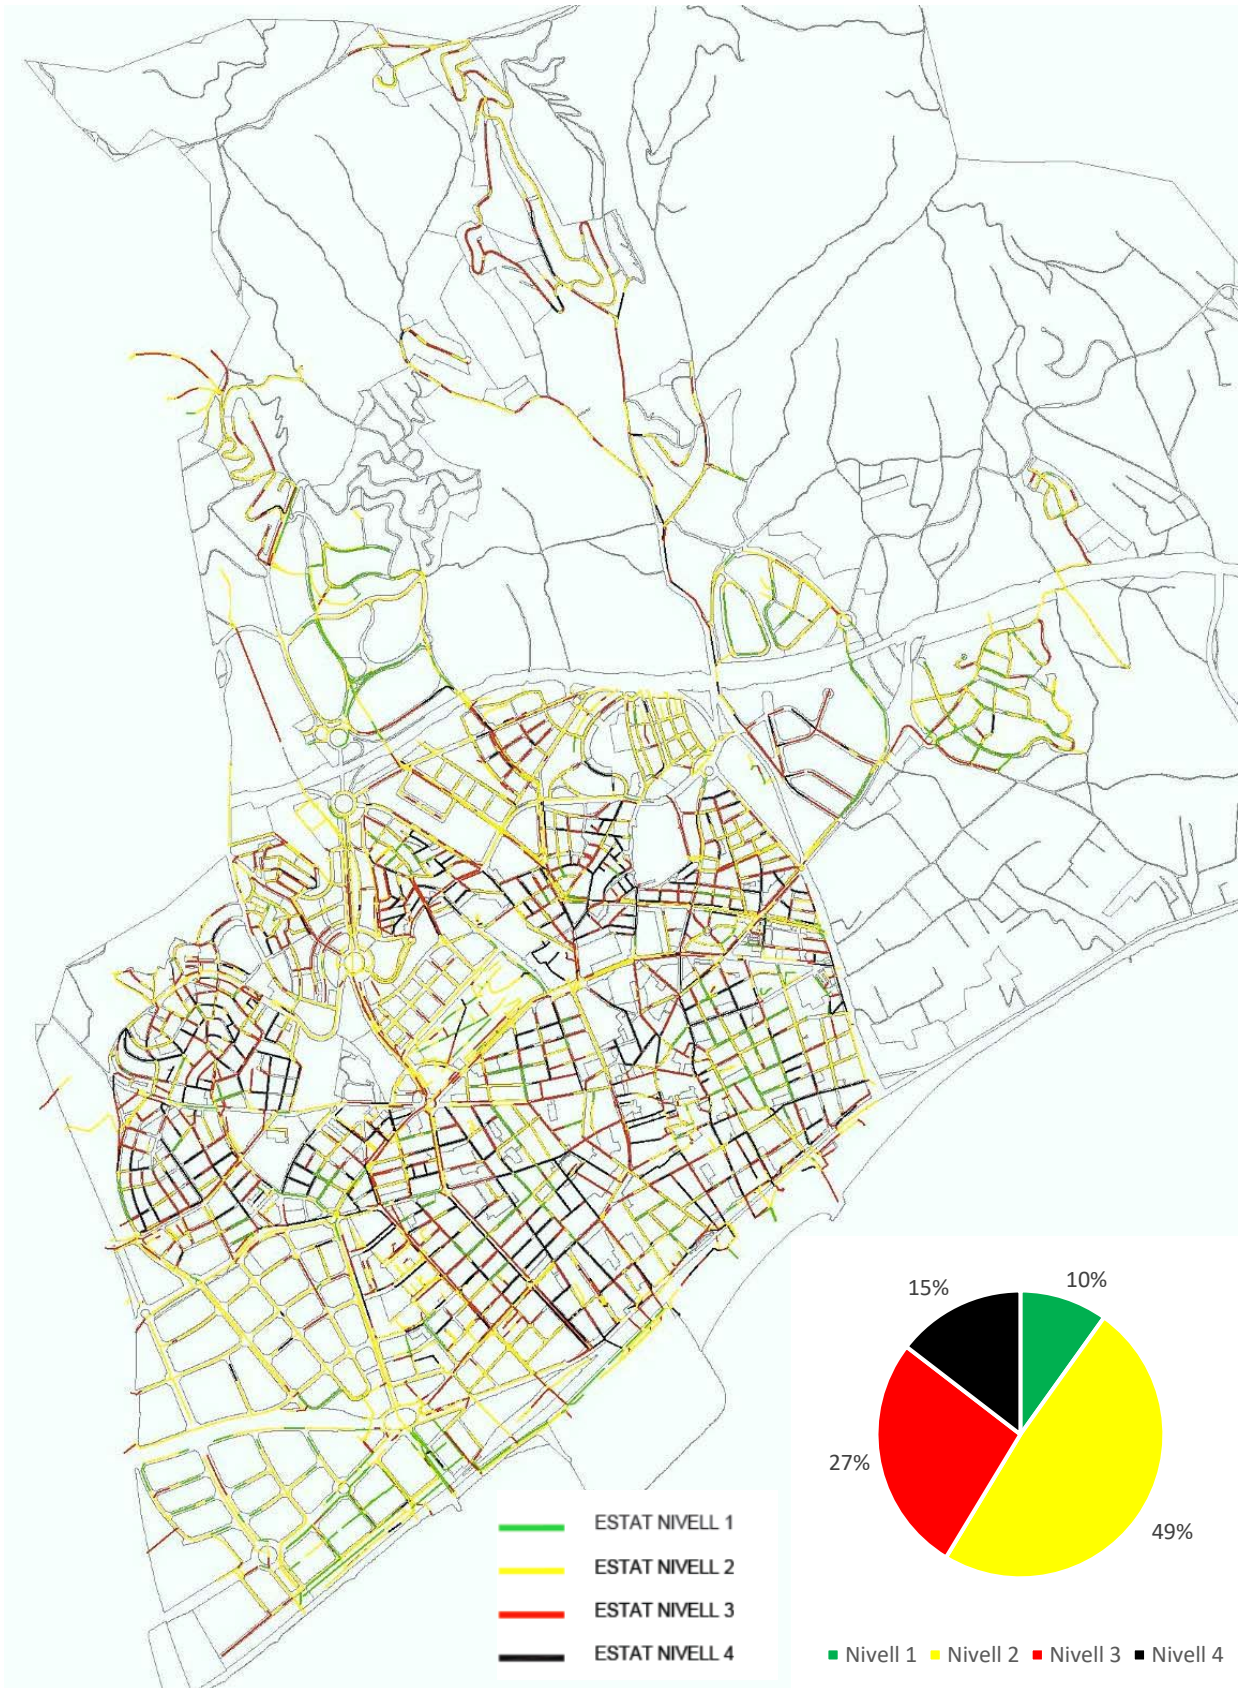 15%
10%
27%
49%
ESTAT NIVELL 1
ESTAT NIVELL 2
ESTAT NIVELL 3
ESTAT NIVELL 4
Nivell 1 Nivell 2 Nivell 3 Nivell 4